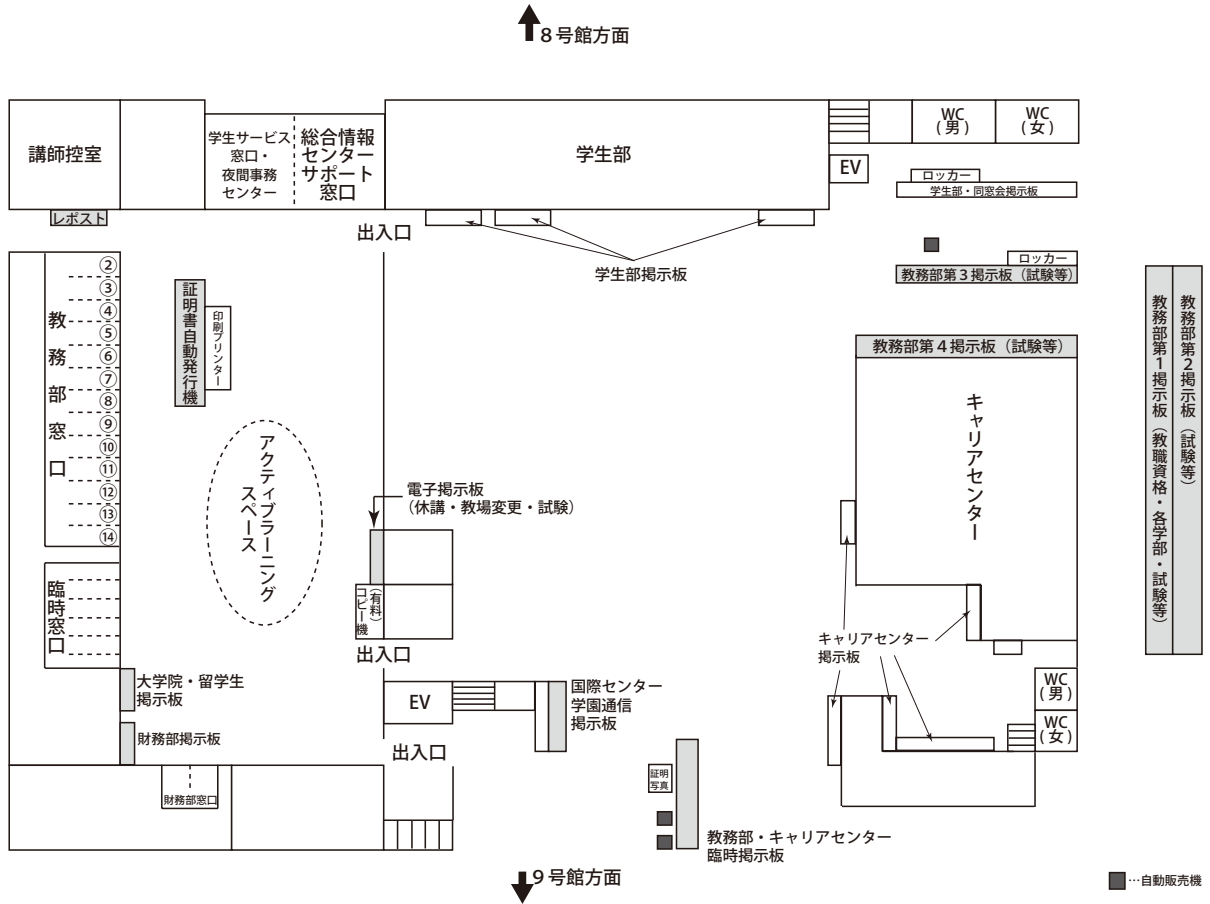 8号館方面
講師控室
学生サービス
窓口・
夜間事務
センター
総合情報
センター
サポート
窓口
学生部
EV
WC
(男)
WC
(女)
ロッカー
学生部・同窓会掲示板
レポスト
出入口
学生部掲示板
ロッカー
教務部第3掲示板（試験等）
教務部第4掲示板（試験等）
教務部第1掲示板（教職資格・各学部・試験等）
教務部第2掲示板（試験等）
教務部窓口
②
③
④
⑤
⑥
⑦
⑧
⑨
⑩
⑪
⑫
⑬
⑭
証明書自動発行機
印刷プリンター
アクティブラーニング
スペース
キャリアセンター
電子掲示板
（休講・教場変更・試験）
コピー機
（有料）
臨時窓口
出入口
キャリアセンター
掲示板
大学院・留学生
掲示板
財務部掲示板
EV
国際センター
学園通信
掲示板
WC
(男)
WC
(女)
出入口
財務部窓口
証明
写真
教務部・キャリアセンター
臨時掲示板
9号館方面
…自動販売機